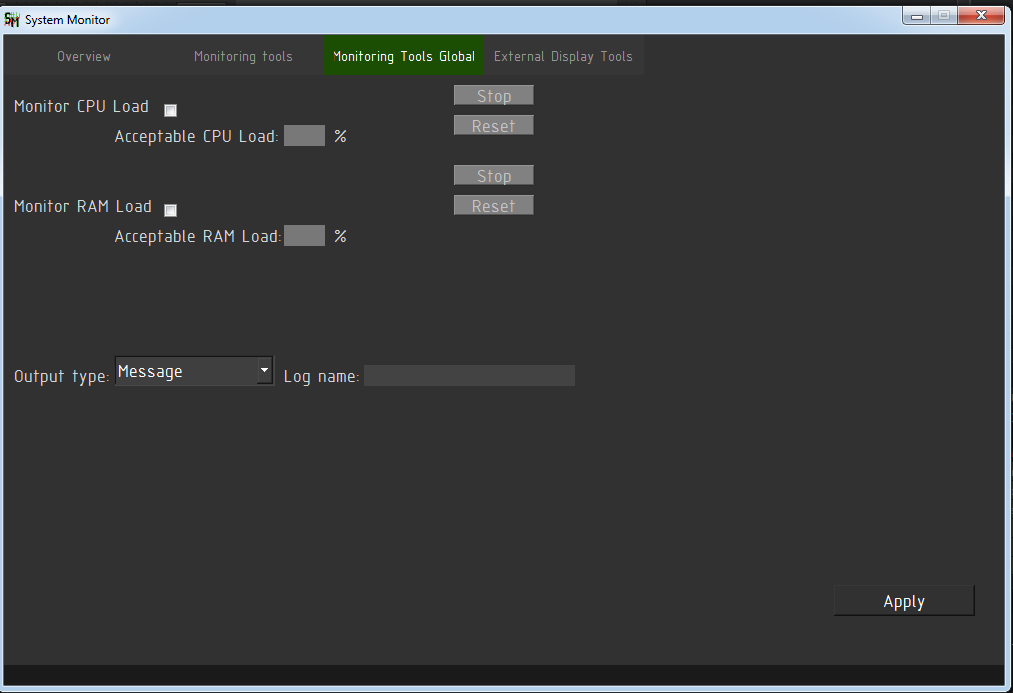 System Monitor
Overview Monitoring tools Monitoring Tools Global External Display Tools
Monitor CPU Load Stop
Reset
Acceptable CPU Load: %
Stop
Monitor RAM Load Reset
Acceptable RAM Load: %
Output type: Message Log name:
Apply